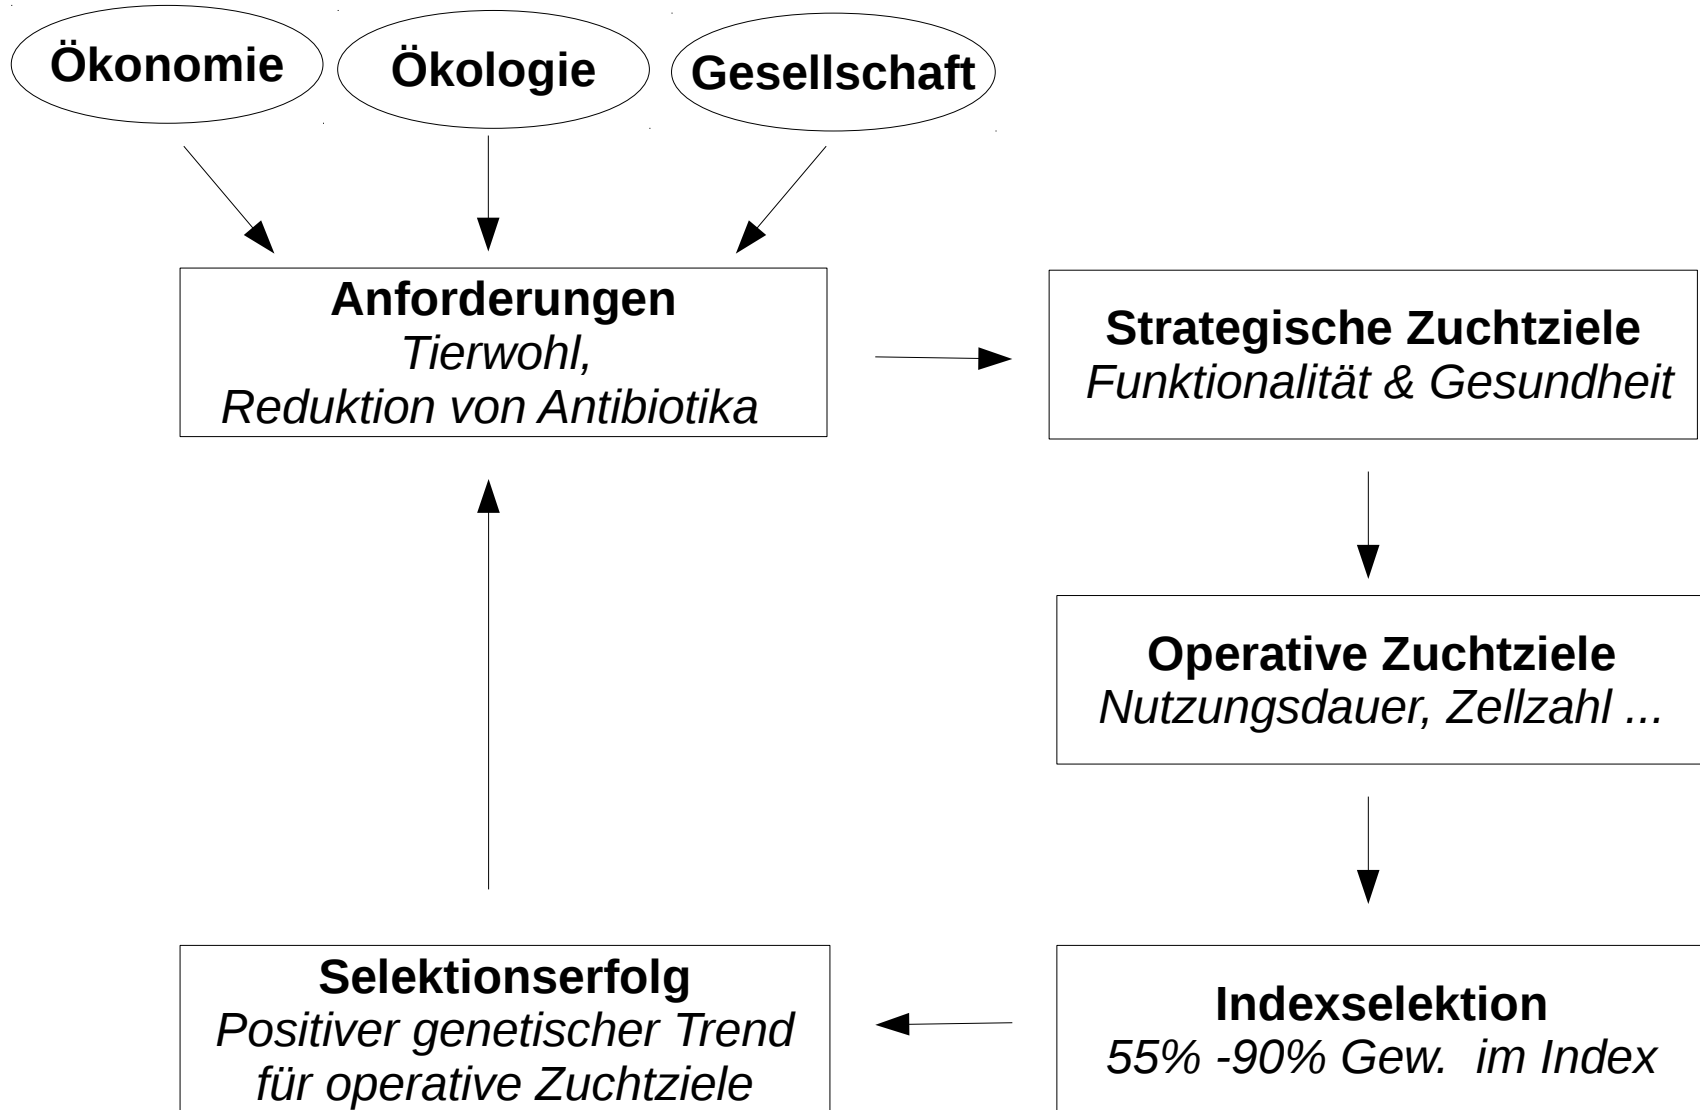 Ökonomie
Ökologie
Gesellschaft
Anforderungen
Tierwohl,
Reduktion von Antibiotika
Strategische Zuchtziele
Funktionalität & Gesundheit
Operative Zuchtziele
Nutzungsdauer, Zellzahl ...
Selektionserfolg
Positiver genetischer Trend
für operative Zuchtziele
Indexselektion
55% -90% Gew.  im Index